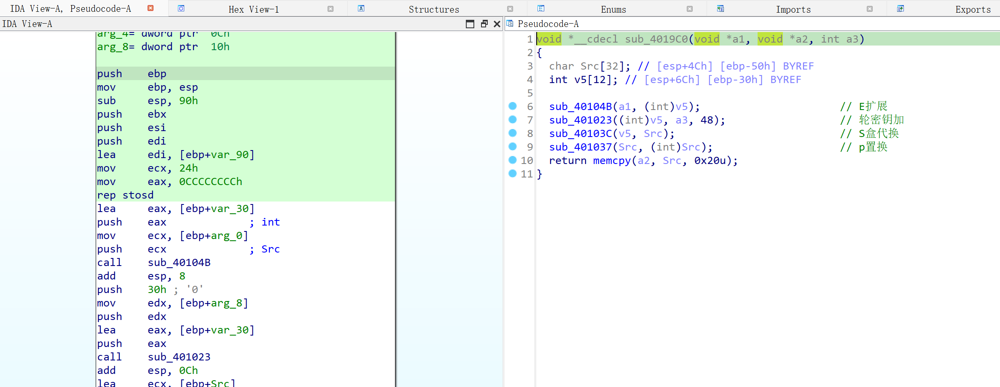 IDA View-A, Pseudocode-A
Hex View-1
Structures
Enums
Imports
Exports
IDA View-A
arg_4= dword ptr  0Ch
arg_8= dword ptr  10h
push    ebp
mov     ebp, esp
sub     esp, 90h
push    ebx
push    esi
push    edi
lea     edi, [ebp+var_90]
mov     ecx, 24h
mov     eax, 0CCCCCCCCh
rep stosd
lea     eax, [ebp+var_30]
push    eax             ; int
mov     ecx, [ebp+arg_0]
push    ecx             ; Src
call    sub_40104B
add     esp, 8
push    30h ; '0'
mov     edx, [ebp+arg_8]
push    edx
lea     eax, [ebp+var_30]
push    eax
call    sub_401023
add     esp, 0Ch
lea     ecx, [ebp+Src]
Pseudocode-A
1 void *__cdecl sub_4019C0(void *a1, void *a2, int a3)
2 {
3   char Src[32]; // [esp+4Ch] [ebp-50h] BYREF
4   int v5[12]; // [esp+6Ch] [ebp-30h] BYREF
5
6   sub_40104B(a1, (int)v5);                      // E扩展
7   sub_401023((int)v5, a3, 48);                  // 轮密钥加
8   sub_40103C(v5, Src);                          // S盒代换
9   sub_401037(Src, (int)Src);                    // p置换
10   return memcpy(a2, Src, 0x20u);
11 }